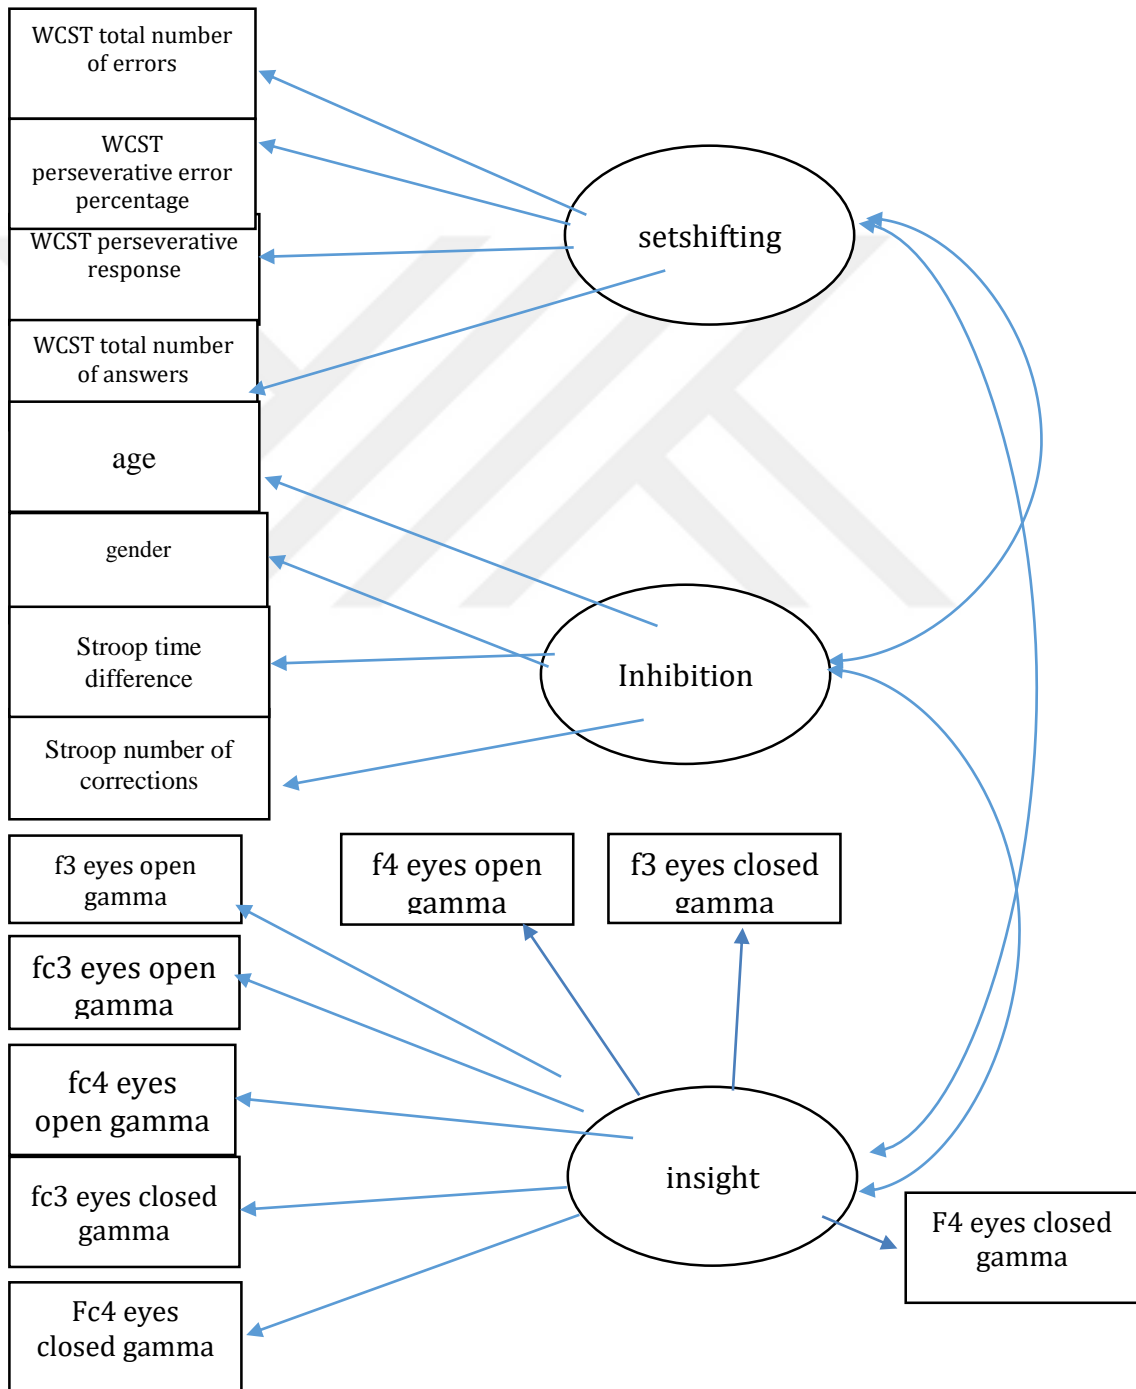 WCST total number
of errors
WCST
perseverative error
percentage
WCST perseverative
response
WCST total number
of answers
age
gender
Stroop time
difference
Stroop number of
corrections
setshifting
Inhibition
f3 eyes open
gamma
f4 eyes open
gamma
f3 eyes closed
gamma
fc3 eyes open
gamma
fc4 eyes
open gamma
fc3 eyes closed
gamma
Fc4 eyes
closed gamma
insight
F4 eyes closed
gamma